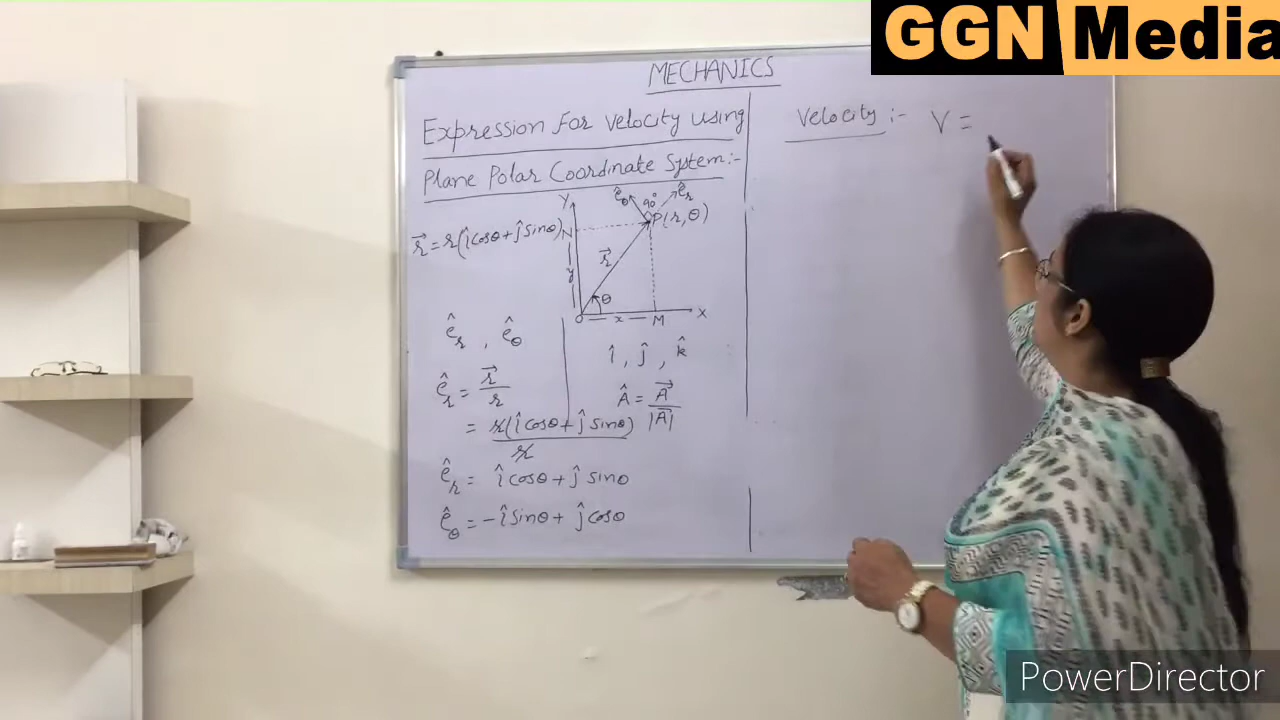 GGN Media
MECHANICS
Expression for Velocity using
Plane Polar Coordinate System:-
r⃗ = r(î cosθ + ĵ sinθ)
Y
ê_θ 90° ê_r
N P(r, θ)
r⃗
y
θ
O x M X
ê_r , ê_θ
î , ĵ , k̂
ê_r = r⃗/r
 = A⃗/|A⃗|
= r(î cosθ + ĵ sinθ)/r
ê_r = î cosθ + ĵ sinθ
ê_θ = -î sinθ + ĵ cosθ
Velocity :- V =
PowerDirector